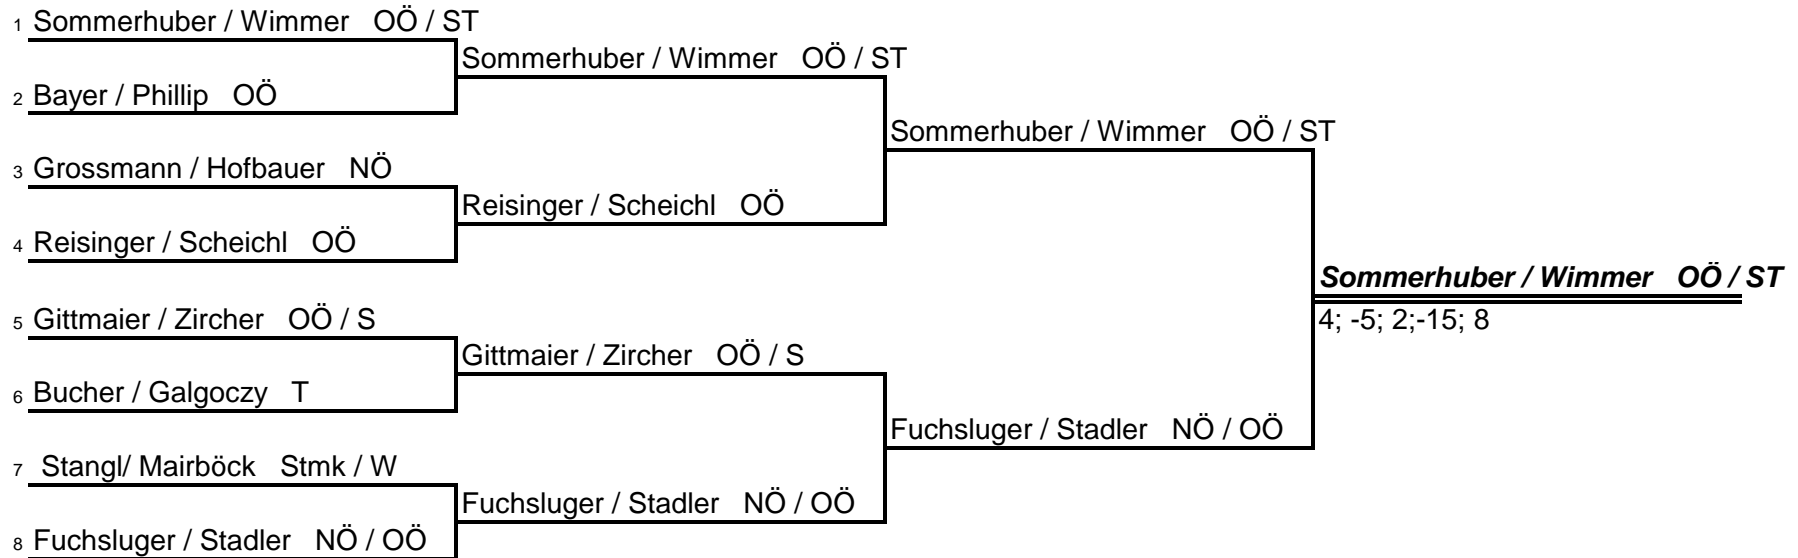 1 Sommerhuber / Wimmer OÖ / ST
Sommerhuber / Wimmer OÖ / ST
2 Bayer / Phillip OÖ
Sommerhuber / Wimmer OÖ / ST
3 Grossmann / Hofbauer NÖ
Reisinger / Scheichl OÖ
4 Reisinger / Scheichl OÖ
Sommerhuber / Wimmer OÖ / ST
5 Gittmaier / Zircher OÖ / S
4; -5; 2;-15; 8
Gittmaier / Zircher OÖ / S
6 Bucher / Galgoczy T
Fuchsluger / Stadler NÖ / OÖ
7 Stangl/ Mairböck Stmk / W
Fuchsluger / Stadler NÖ / OÖ
8 Fuchsluger / Stadler NÖ / OÖ